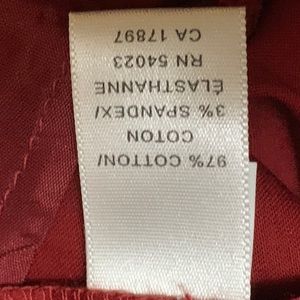 97% COTTON/
COTON
3% SPANDEX/
ÉLASTHANNE
RN 54023
CA 17897